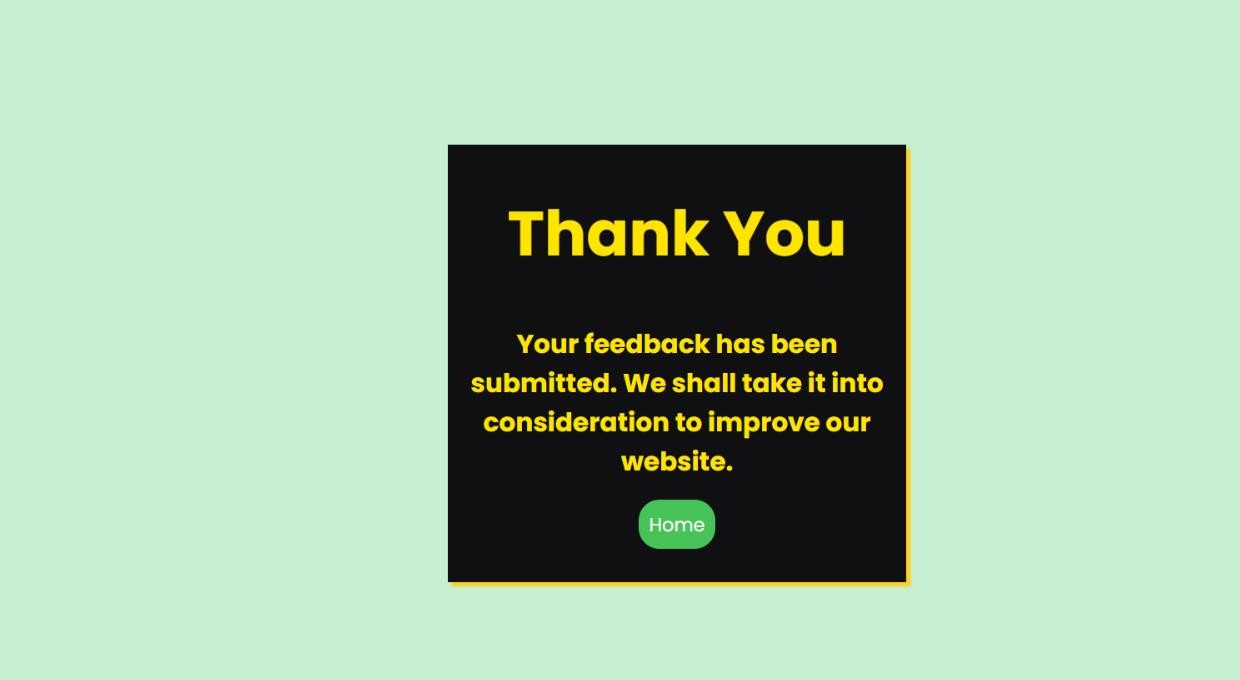 Thank You
Your feedback has been
submitted. We shall take it into
consideration to improve our
website.
Home